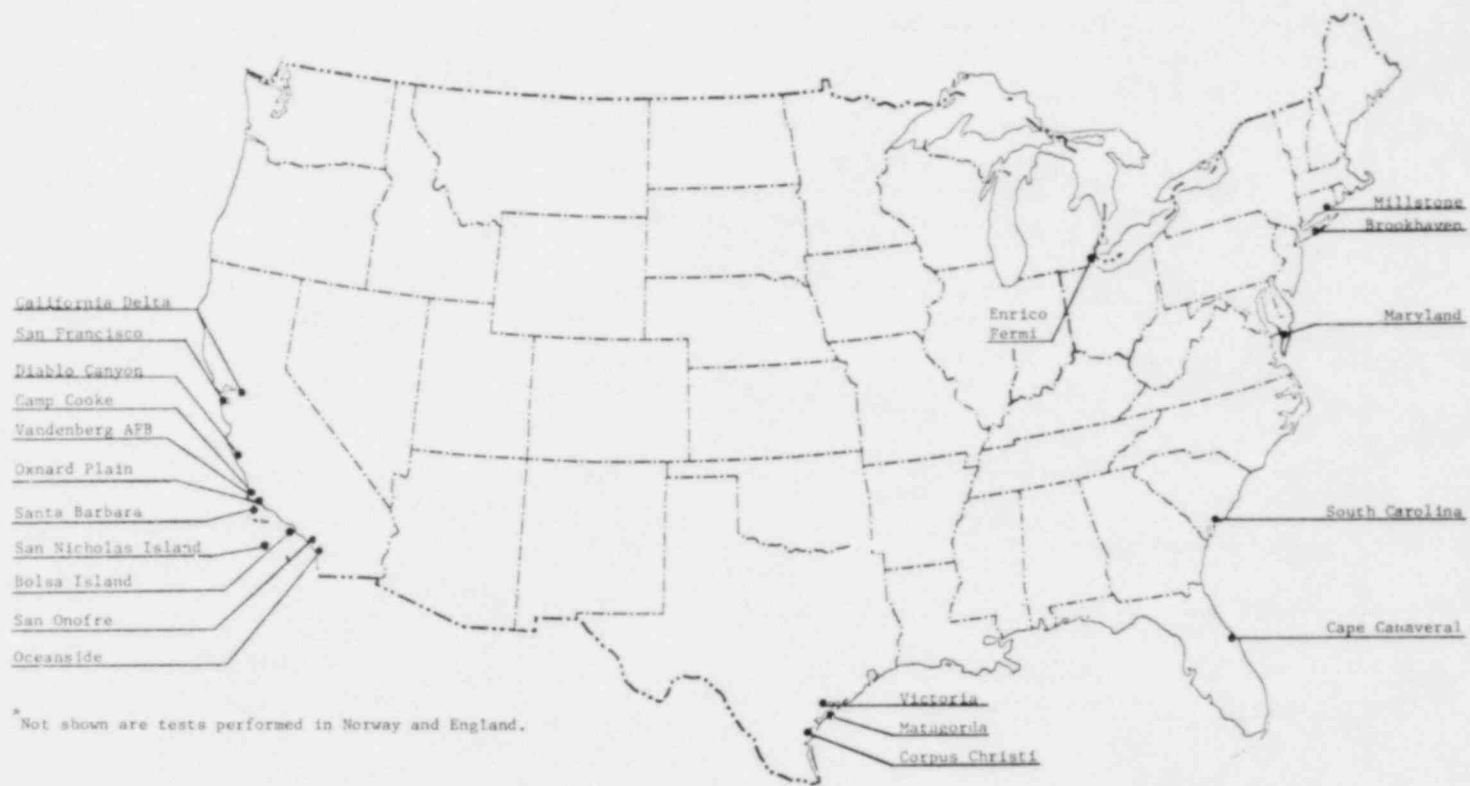 Millstone
Brookhaven
California Delta
San Francisco
Enrico
Fermi
Maryland
Diablo Canyon
Camp Cooke
Vandenberg AFB
Oxnard Plain
Santa Barbara
South Carolina
San Nicholas Island
Bolsa Island
San Onofre
Cape Canaveral
Oceanside
Victoria
*Not shown are tests performed in Norway and England.
Matagorda
Corpus Christi